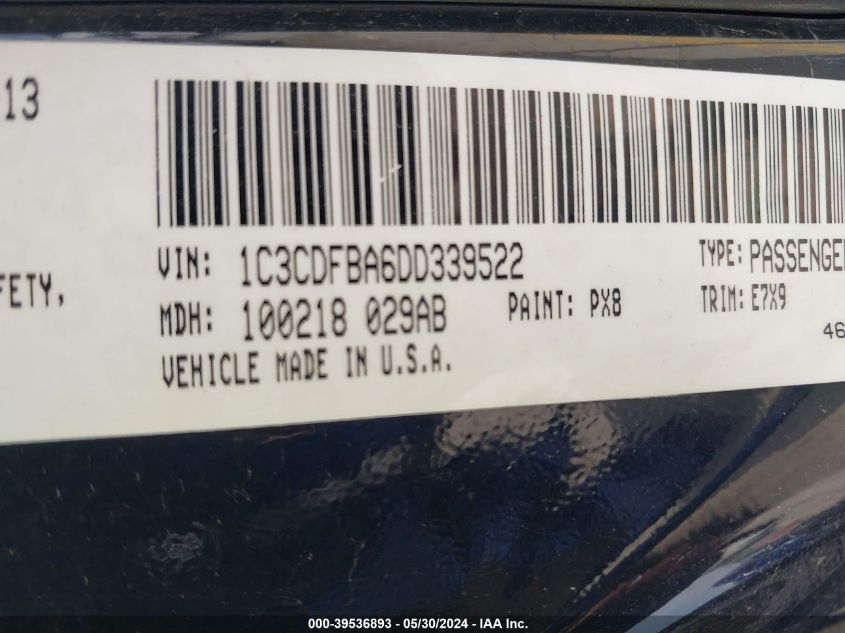 13
VIN: 1C3CDFBA6DD339522
TYPE: PASSENGE
FETY,
MDH: 100218 029AB
PAINT: PX8
TRIM: E7X9
46
VEHICLE MADE IN U.S.A.
000-39536893 - 05/30/2024 - IAA Inc.